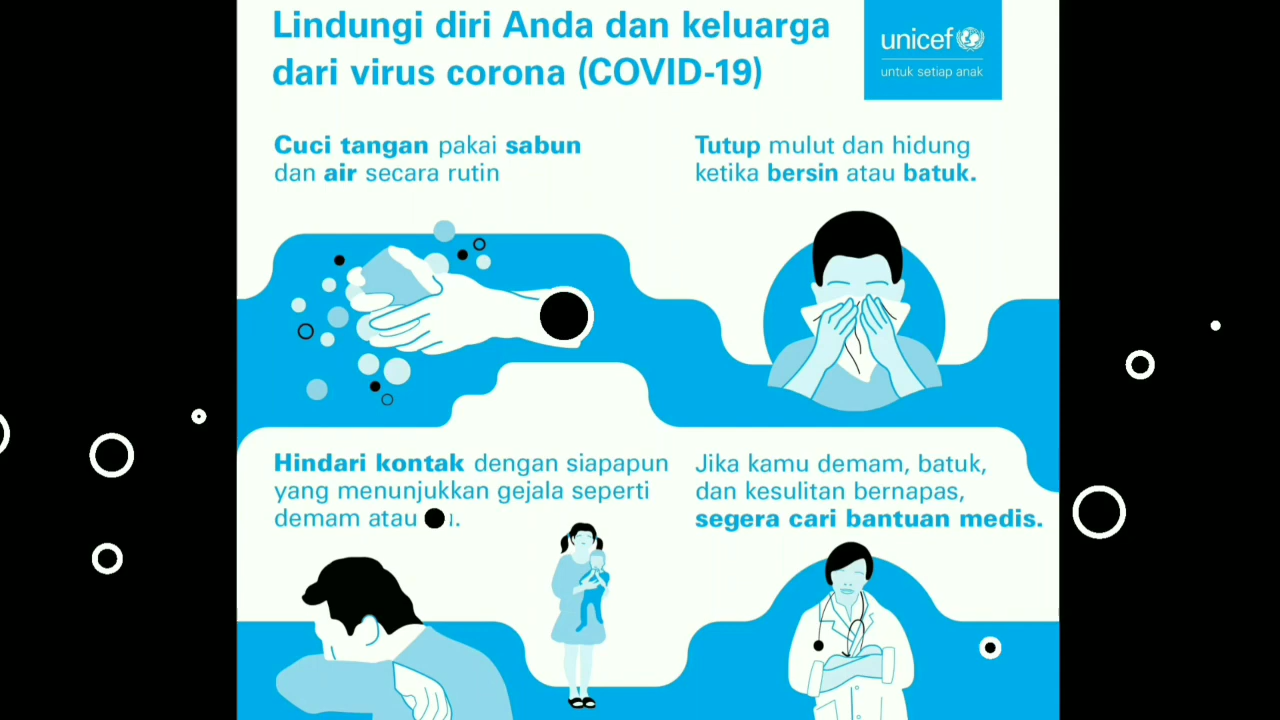 Lindungi diri Anda dan keluarga
dari virus corona (COVID-19)
unicef
untuk setiap anak
Cuci tangan pakai sabun
dan air secara rutin
Tutup mulut dan hidung
ketika bersin atau batuk.
Hindari kontak dengan siapapun
yang menunjukkan gejala seperti
demam atau
Jika kamu demam, batuk,
dan kesulitan bernapas,
segera cari bantuan medis.